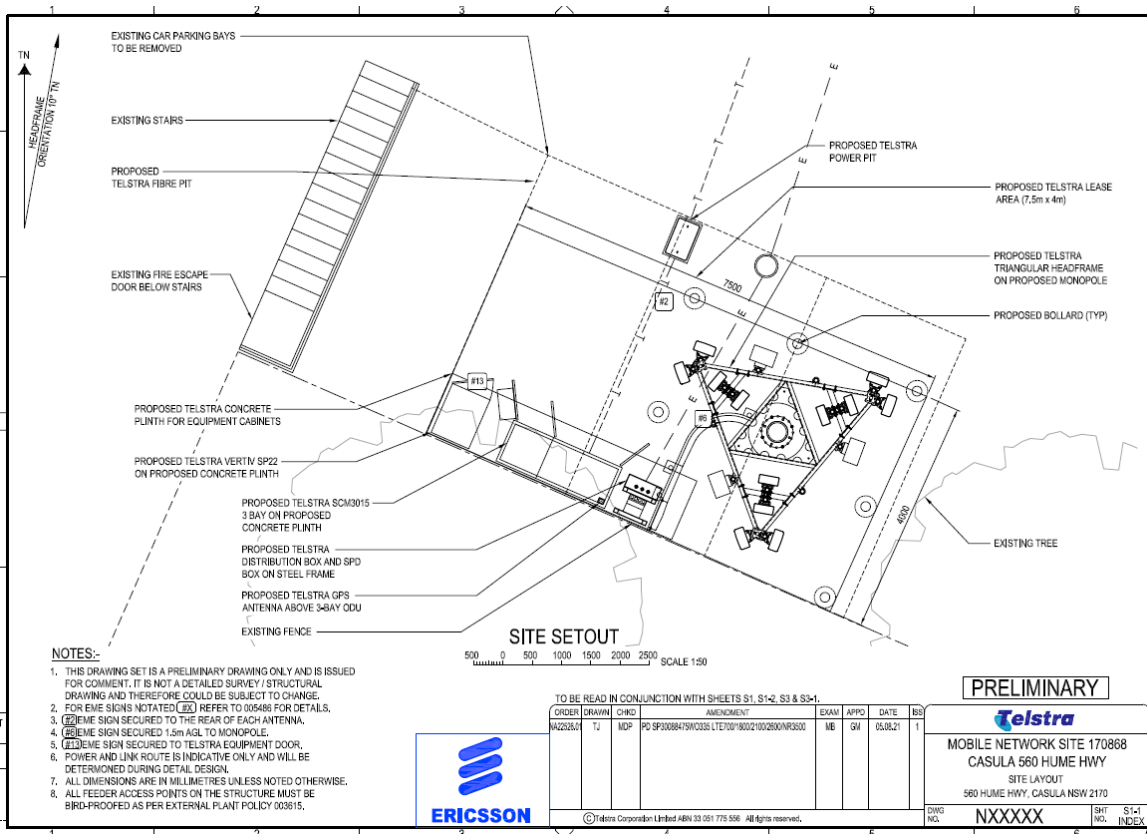 1 2 3 4 5 6
TN
HEADFRAME
ORIENTATION 10° TN
EXISTING CAR PARKING BAYS
TO BE REMOVED
EXISTING STAIRS
PROPOSED
TELSTRA FIBRE PIT
EXISTING FIRE ESCAPE
DOOR BELOW STAIRS
PROPOSED TELSTRA CONCRETE
PLINTH FOR EQUIPMENT CABINETS
PROPOSED TELSTRA VERTIV SP22
ON PROPOSED CONCRETE PLINTH
PROPOSED TELSTRA SCM3015
3 BAY ON PROPOSED
CONCRETE PLINTH
PROPOSED TELSTRA
DISTRIBUTION BOX AND SPD
BOX ON STEEL FRAME
PROPOSED TELSTRA GPS
ANTENNA ABOVE 3-BAY ODU
EXISTING FENCE
T
T
T
E
E
E
E
PROPOSED TELSTRA
POWER PIT
PROPOSED TELSTRA LEASE
AREA (7.5m x 4m)
PROPOSED TELSTRA
TRIANGULAR HEADFRAME
ON PROPOSED MONOPOLE
PROPOSED BOLLARD (TYP)
EXISTING TREE
7500
4000
#2
#13
#6
SITE SETOUT
500 0 500 1000 1500 2000 2500 SCALE 1:50
NOTES:-
1. THIS DRAWING SET IS A PRELIMINARY DRAWING ONLY AND IS ISSUED
FOR COMMENT. IT IS NOT A DETAILED SURVEY / STRUCTURAL
DRAWING AND THEREFORE COULD BE SUBJECT TO CHANGE.
2. FOR EME SIGNS NOTATED #X REFER TO 005486 FOR DETAILS.
3. #2 EME SIGN SECURED TO THE REAR OF EACH ANTENNA.
4. #6 EME SIGN SECURED 1.5m AGL TO MONOPOLE.
5. #13 EME SIGN SECURED TO TELSTRA EQUIPMENT DOOR.
6. POWER AND LINK ROUTE IS INDICATIVE ONLY AND WILL BE
DETERMONED DURING DETAIL DESIGN.
7. ALL DIMENSIONS ARE IN MILLIMETRES UNLESS NOTED OTHERWISE.
8. ALL FEEDER ACCESS POINTS ON THE STRUCTURE MUST BE
BIRD-PROOFED AS PER EXTERNAL PLANT POLICY 003615.
ERICSSON
TO BE READ IN CONJUNCTION WITH SHEETS S1, S1-2, S3 & S3-1.
ORDER DRAWN CHKD AMENDMENT EXAM APPD DATE ISS
NA22526.01 TJ MDP PD SP30088475W0335 LTE700/1800/2100/2600/NR3500 MB GM 05.08.21 1
© Telstra Corporation Limited ABN 33 051 775 556 All rights reserved.
PRELIMINARY
Telstra
MOBILE NETWORK SITE 170868
CASULA 560 HUME HWY
SITE LAYOUT
560 HUME HWY, CASULA NSW 2170
DWG
NO. NXXXXX
SHT
NO. S1-1
INDEX
1 2 3 4 5 6